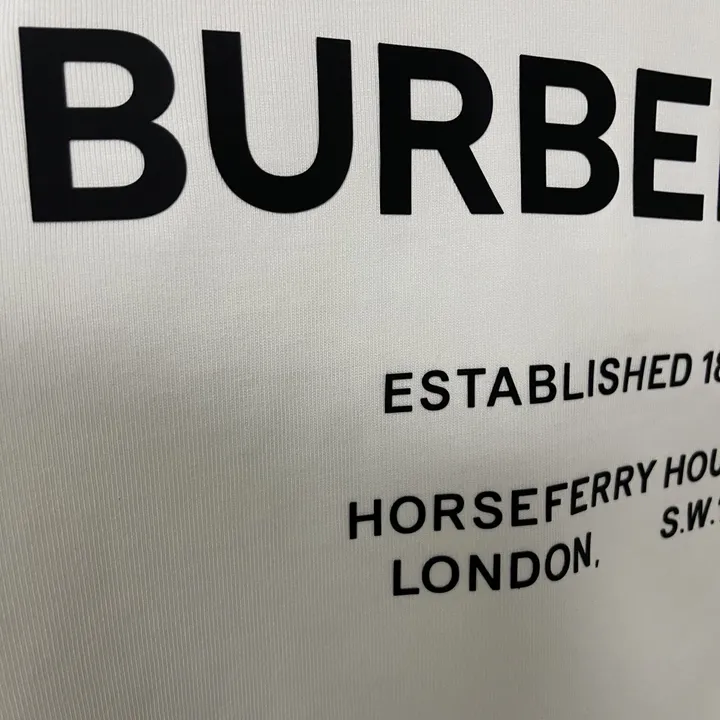 BURBE
ESTABLISHED 18
HORSEFERRY HOU
LONDON, S.W.